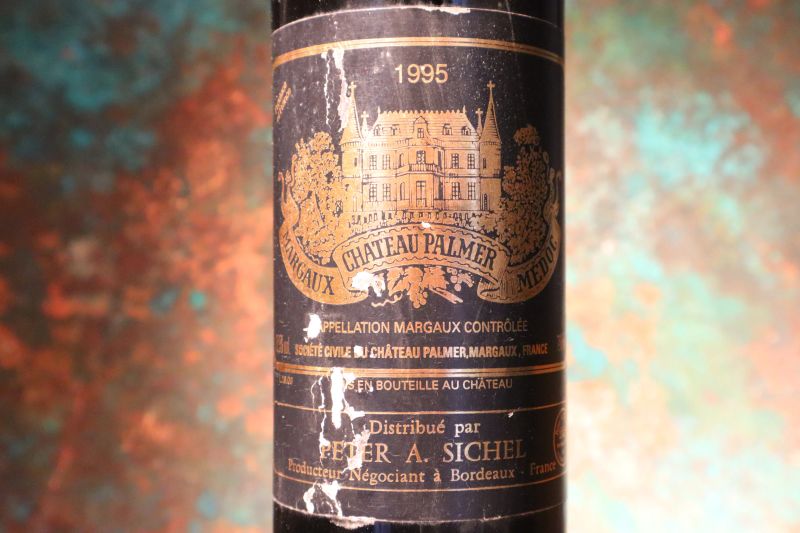 1995
MARGAUX
CHATEAU PALMER
MEDOC
APPELLATION MARGAUX CONTRÔLÉE
SOCIÉTÉ CIVILE DU CHÂTEAU PALMER, MARGAUX, FRANCE
EN BOUTEILLE AU CHÂTEAU
Distribué par
PETER A. SICHEL
Producteur Négociant à Bordeaux - France